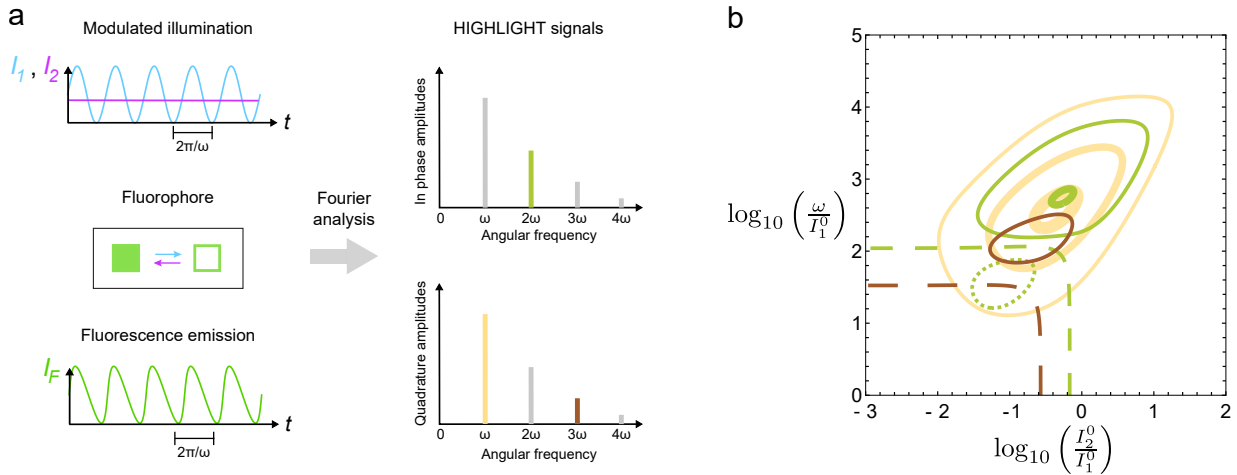 a
Modulated illumination
I1 , I2
t
2π/ω
Fluorophore
Fluorescence emission
IF
t
2π/ω
Fourier
analysis
HIGHLIGHT signals
In phase amplitudes
0 ω 2ω 3ω 4ω
Angular frequency
Quadrature amplitudes
0 ω 2ω 3ω 4ω
Angular frequency
b
5
4
3
2
1
0
log10 (ω/I1^0)
-3 -2 -1 0 1 2
log10 (I2^0/I1^0)